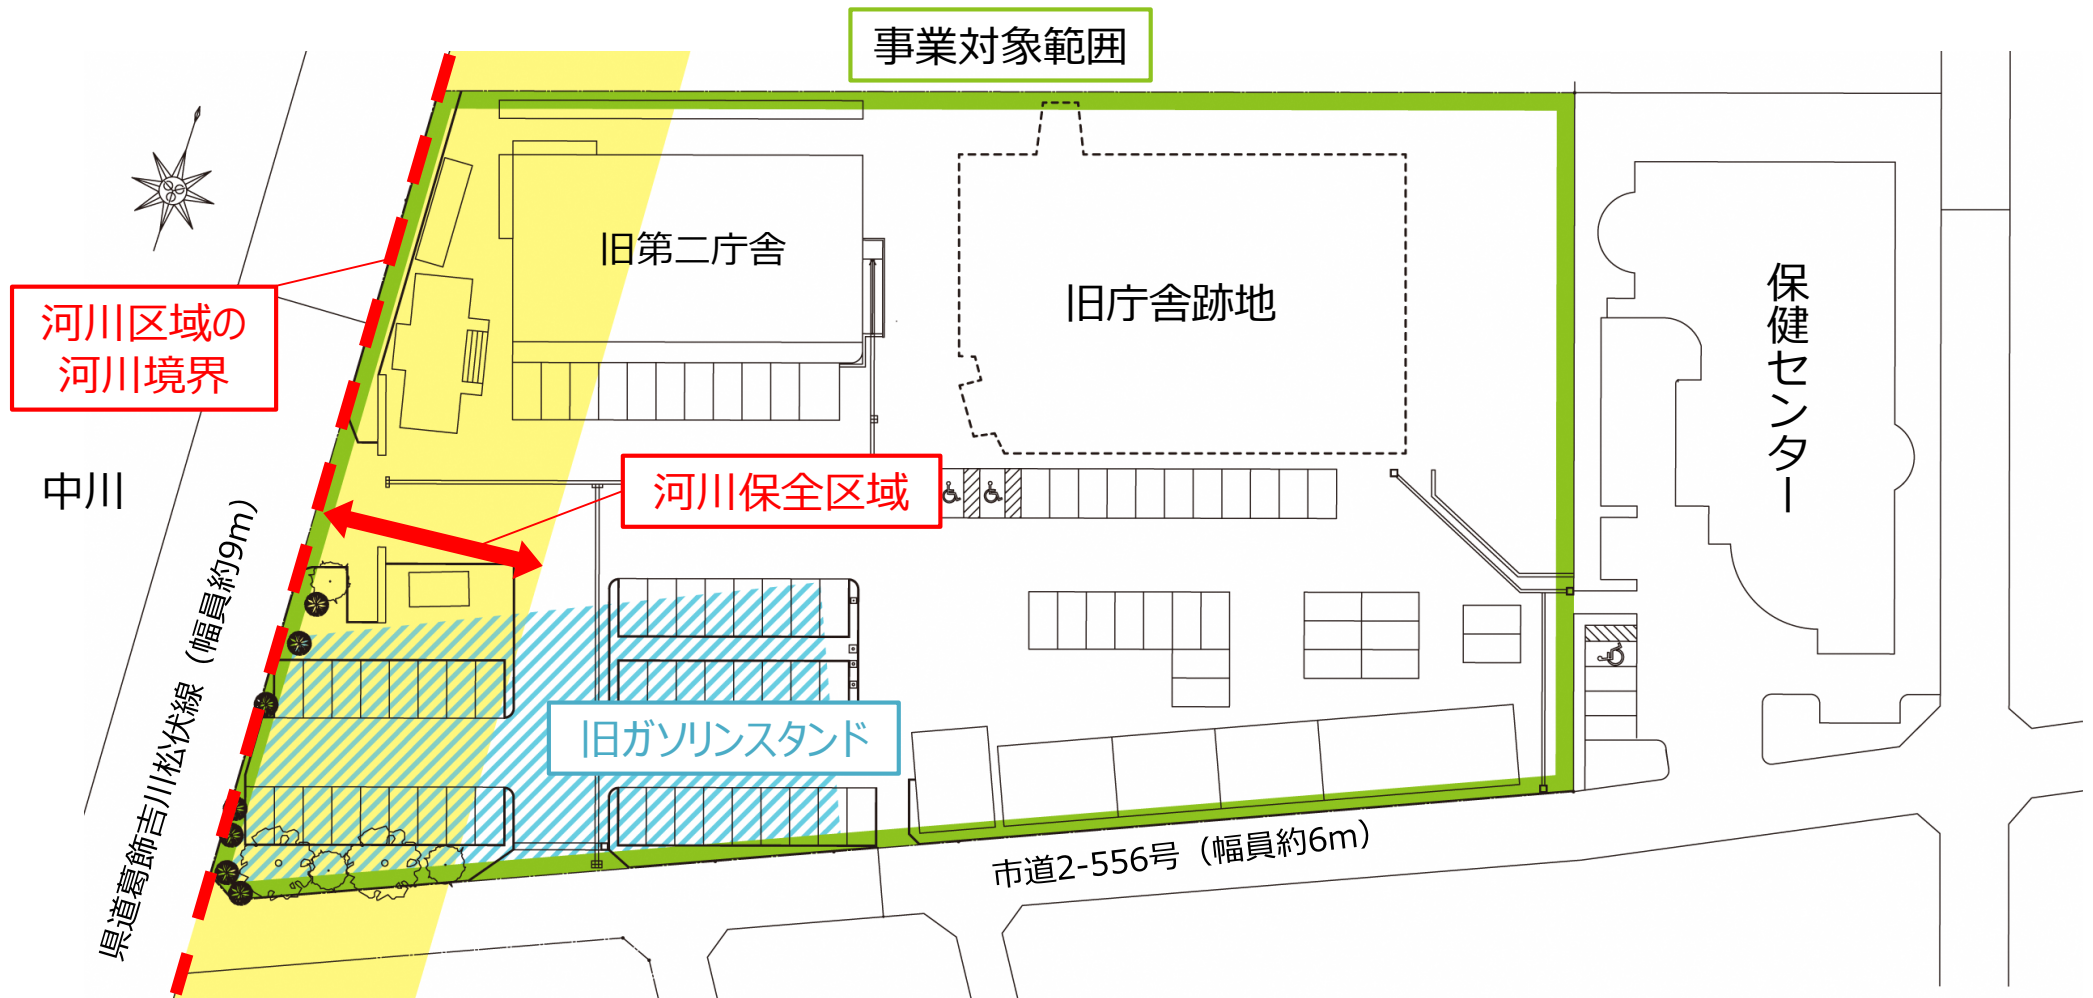 事業対象範囲
旧第二庁舎
旧庁舎跡地
保健センター
河川区域の
河川境界
中川
河川保全区域
県道葛飾吉川松伏線（幅員約9m）
旧ガソリンスタンド
市道2-556号（幅員約6m）